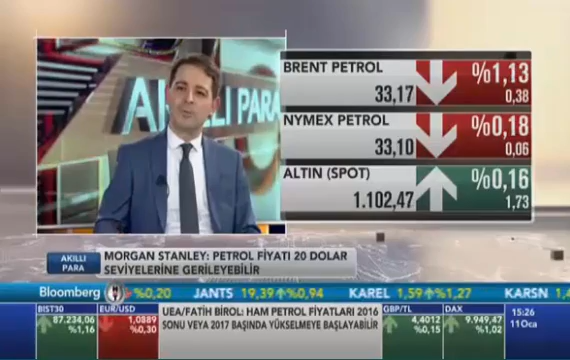 BRENT PETROL
33,17
%1,13
0,38
NYMEX PETROL
33,10
%0,18
0,06
ALTIN (SPOT)
1.102,47
%0,16
1,73
AKILLI PARA
AKILLI
PARA
MORGAN STANLEY: PETROL FİYATI 20 DOLAR
SEVİYELERİNE GERİLEYEBİLİR
Bloomberg %0,20 JANTS 19,39 %0,94 KAREL 1,59 %1,27 KARSN
BIST30
87.234,06
%1,16
EUR/USD
1,0889
%0,30
UEA/FATİH BİROL: HAM PETROL FİYATLARI 2016
SONU VEYA 2017 BAŞINDA YÜKSELMEYE BAŞLAYABİLİR
GBP/TL
4,4012
%0,15
DAX
9.949,47
%1,02
15:26
11 Oca